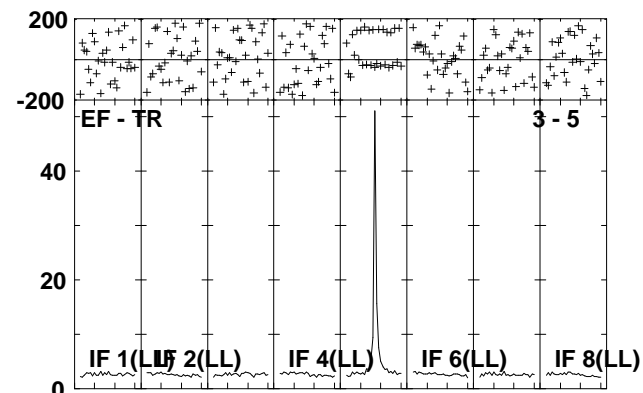 200
-200
EF - TR 3 - 5
40
20
IF 1(LL) IF 2(LL) IF 4(LL) IF 6(LL) IF 8(LL)
0